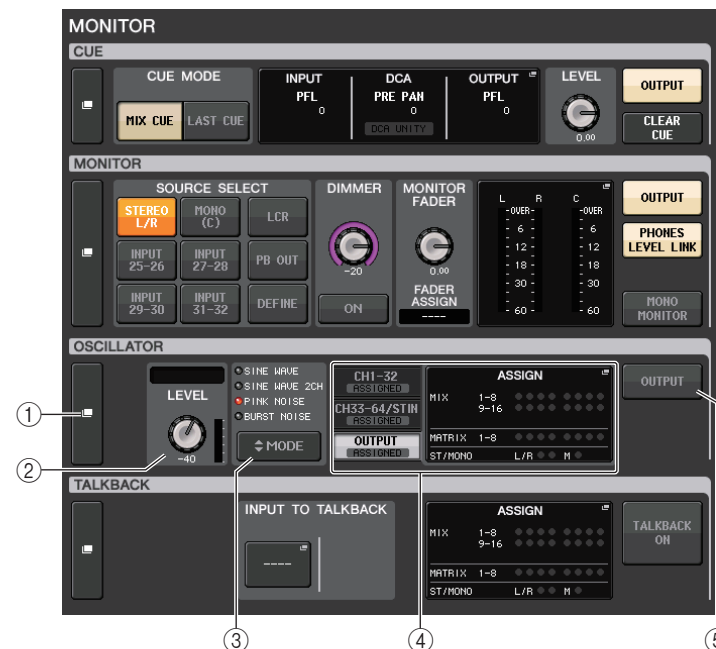 MONITOR
CUE
CUE MODE
MIX CUE
LAST CUE
INPUT
PFL
0
DCA
PRE PAN
0
DCA UNITY
OUTPUT
PFL
0
LEVEL
0.00
OUTPUT
CLEAR
CUE
MONITOR
SOURCE SELECT
STEREO
L/R
MONO
(C)
LCR
INPUT
25-26
INPUT
27-28
PB OUT
INPUT
29-30
INPUT
31-32
DEFINE
DIMMER
-20
ON
MONITOR
FADER
0.00
FADER
ASSIGN
----
L R C
-OVER- -OVER
- 6 - - 6
- 12 - - 12
- 18 - - 18
- 30 - - 30
- 60 - - 60
OUTPUT
PHONES
LEVEL LINK
MONO
MONITOR
OSCILLATOR
LEVEL
-40
SINE WAVE
SINE WAVE 2CH
PINK NOISE
BURST NOISE
MODE
CH1-32
ASSIGNED
CH33-64/STIN
ASSIGNED
OUTPUT
ASSIGNED
ASSIGN
MIX 1-8
9-16
MATRIX 1-8
ST/MONO L/R M
OUTPUT
TALKBACK
INPUT TO TALKBACK
----
ASSIGN
MIX 1-8
9-16
MATRIX 1-8
ST/MONO L/R M
TALKBACK
ON
①
②
③
④
⑤